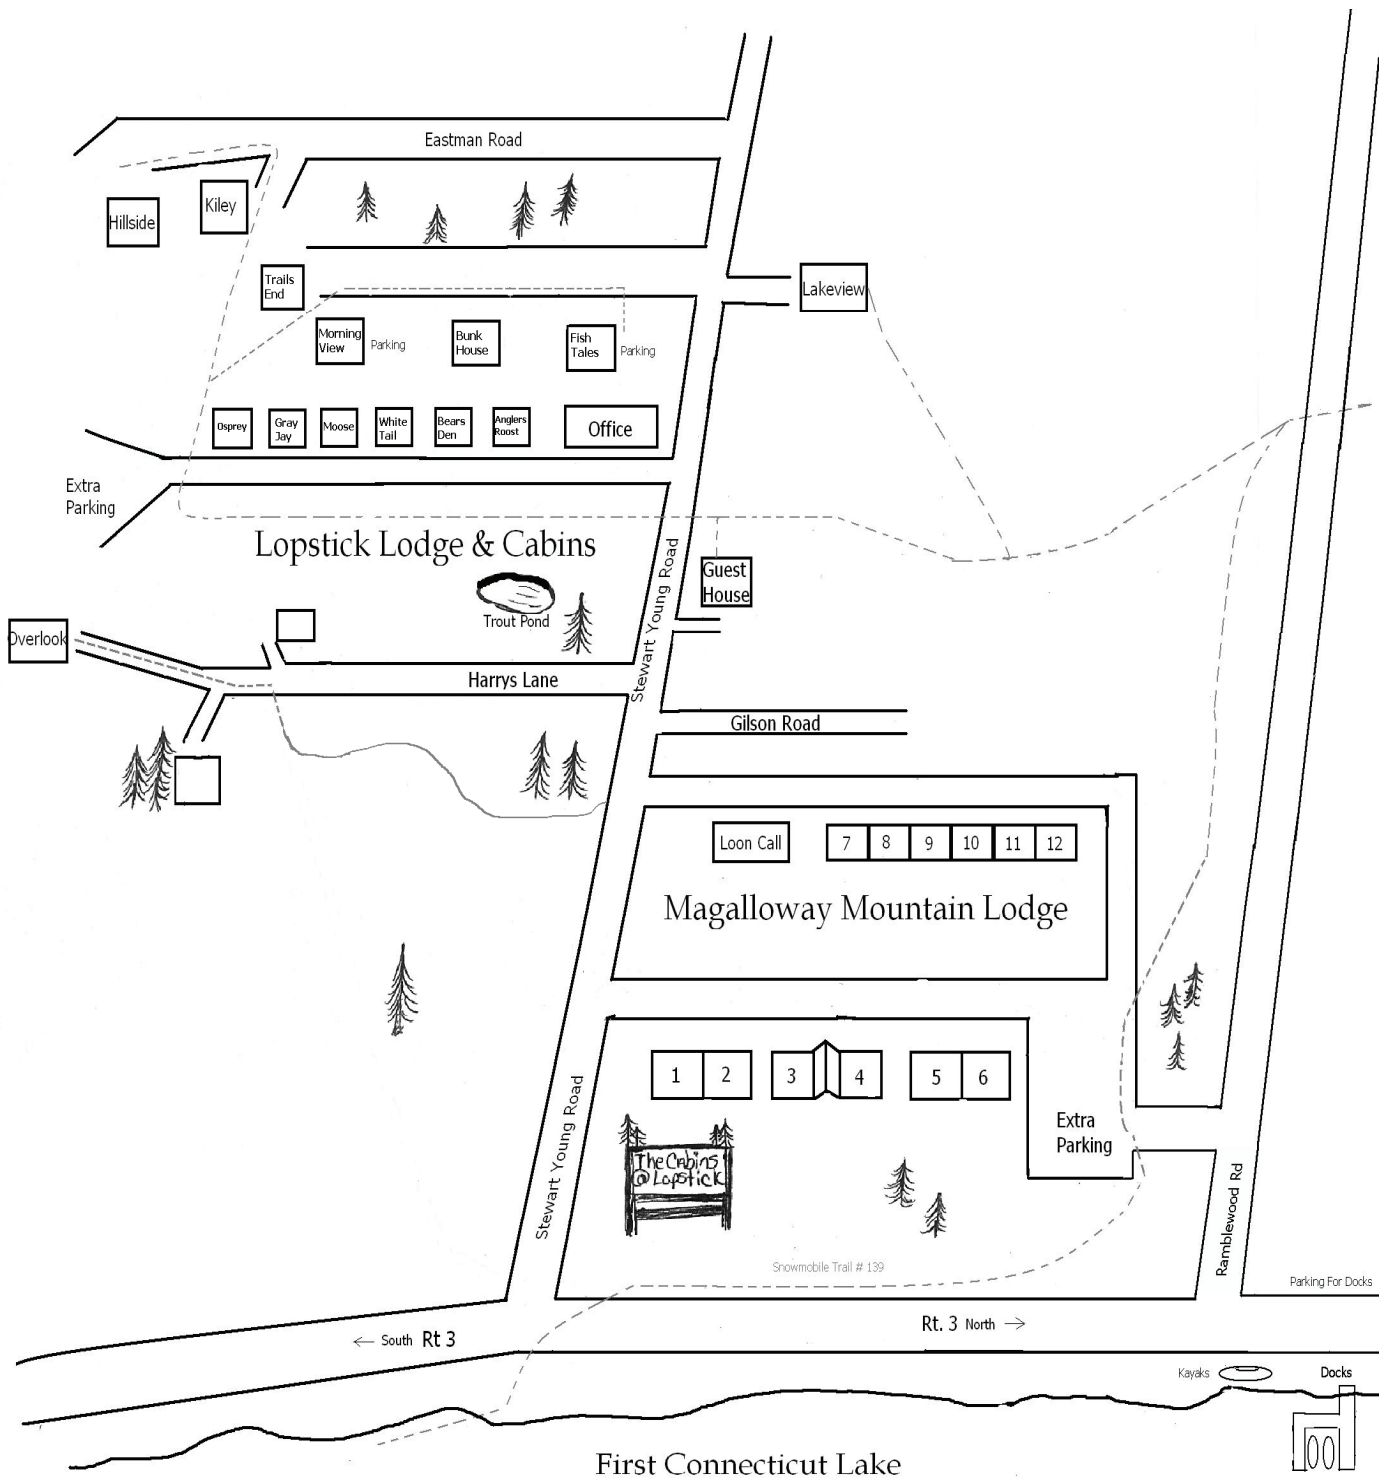 Eastman Road
Kiley
Hillside
Trails
End
Lakeview
Morning
View
Parking
Bunk
House
Fish
Tales
Parking
Osprey
Gray
Jay
Moose
White
Tail
Bears
Den
Anglers
Roost
Office
Extra
Parking
Lopstick Lodge & Cabins
Stewart Young Road
Guest
House
Trout Pond
Overlook
Harrys Lane
Gilson Road
Loon Call
7 8 9 10 11 12
Magalloway Mountain Lodge
1 2 3 4 5 6
Stewart Young Road
Extra
Parking
The Cabins
@ Lopstick
Ramblewood Rd
Snowmobile Trail # 139
Parking For Docks
← South Rt 3
Rt. 3 North →
Kayaks
Docks
First Connecticut Lake